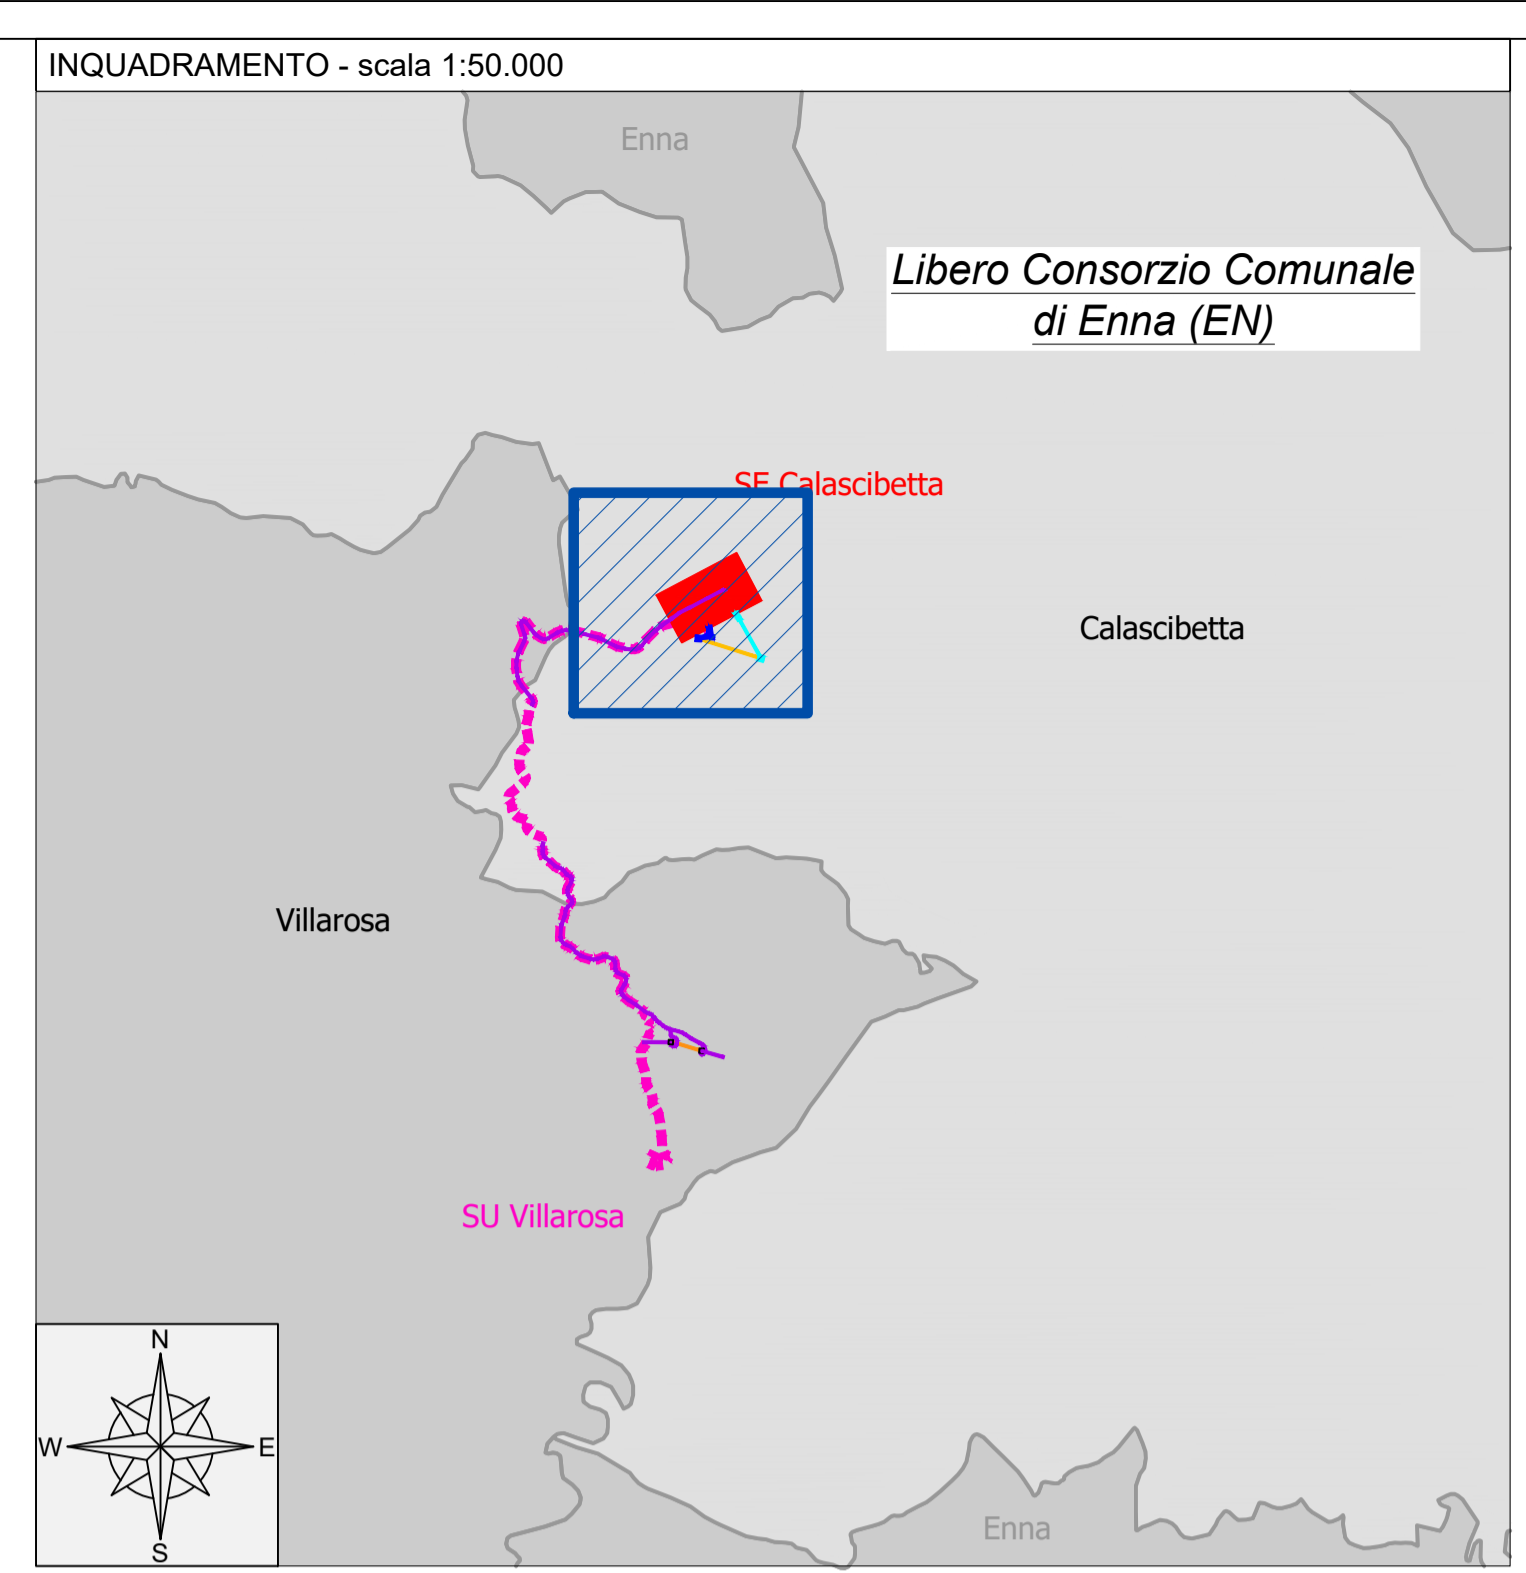 INQUADRAMENTO - scala 1:50.000
Enna
Libero Consorzio Comunale
di Enna (EN)
SE Calascibetta
Calascibetta
Villarosa
SU Villarosa
N
W
E
S
Enna